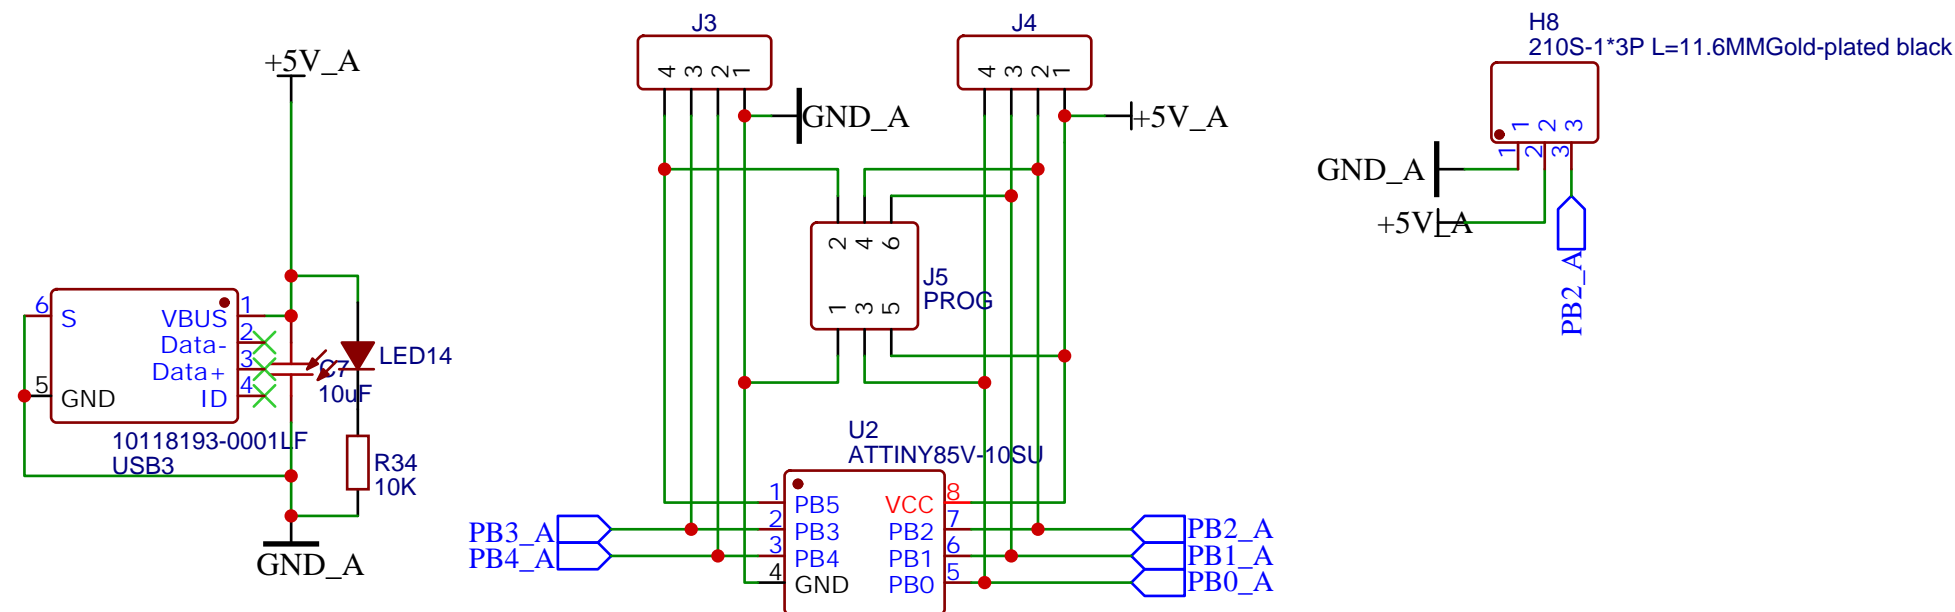 +5V_A
6
S
VBUS
1
Data-
2
Data+
3
5
GND
ID
4
10118193-0001LF
USB3
C7
10uF
LED14
R34
10K
GND_A
J3
4 3 2 1
GND_A
J4
4 3 2 1
+5V_A
2 4 6
1 3 5
J5
PROG
U2
ATTINY85V-10SU
1 PB5
2 PB3
3 PB4
4 GND
VCC 8
PB2 7
PB1 6
PB0 5
PB3_A
PB4_A
PB2_A
PB1_A
PB0_A
H8
210S-1*3P L=11.6MMGold-plated black
1 2 3
1 2 3
GND_A
+5V_A
PB2_A